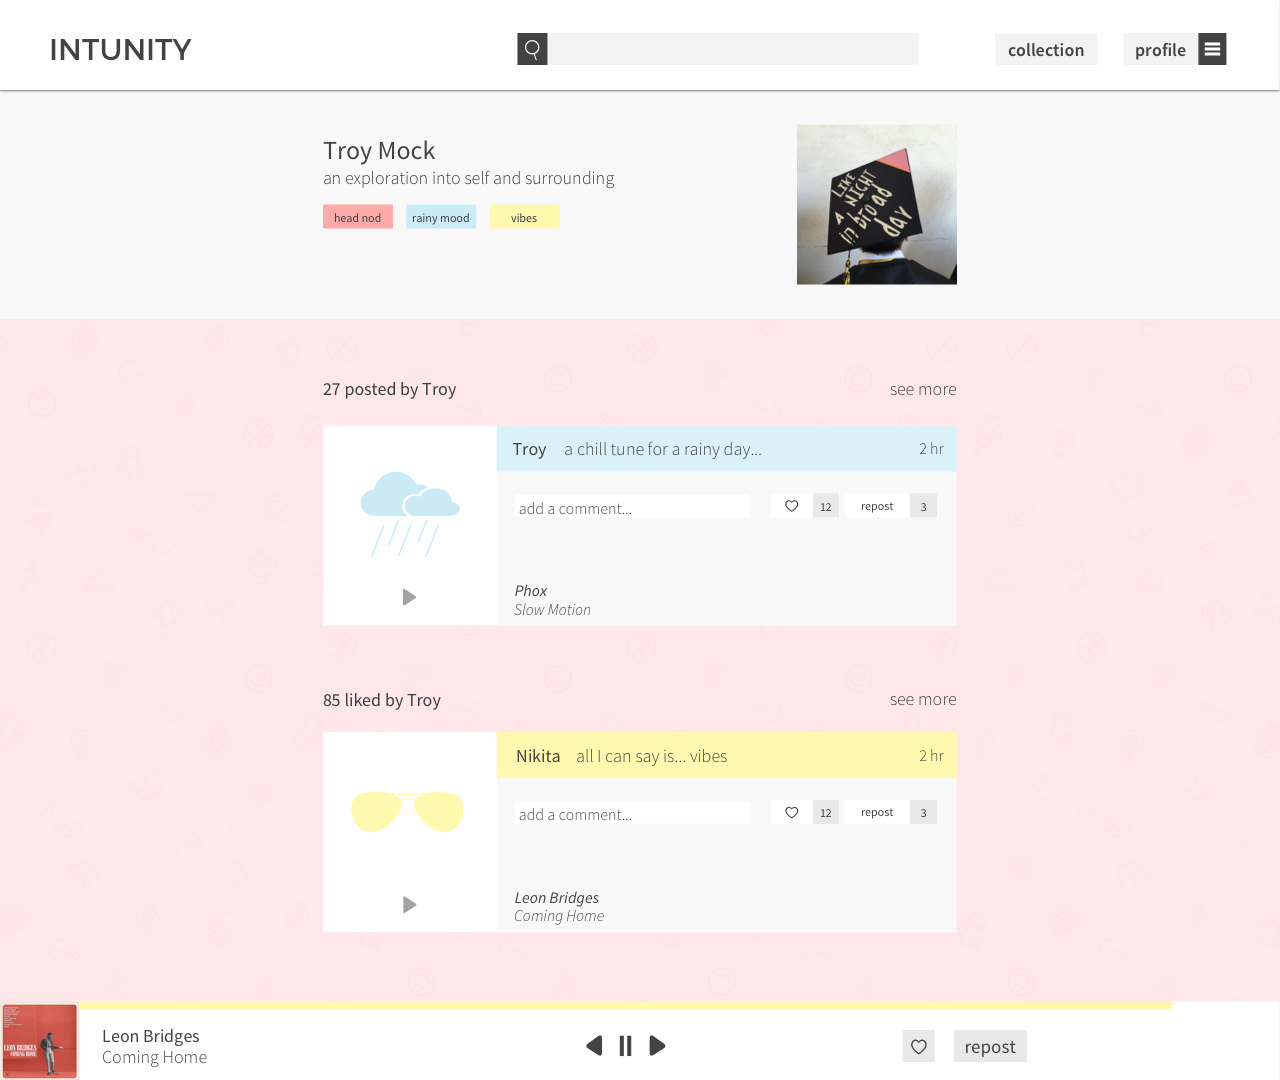 INTUNITY
collection
profile
Troy Mock
an exploration into self and surrounding
head nod
rainy mood
vibes
LIKE
A NIGHT
in broad
day
27 posted by Troy
see more
Troy a chill tune for a rainy day... 2 hr
add a comment...
12
repost
3
Phox
Slow Motion
85 liked by Troy
see more
Nikita all I can say is... vibes 2 hr
add a comment...
12
repost
3
Leon Bridges
Coming Home
LEON BRIDGES
COMING HOME
Leon Bridges
Coming Home
repost